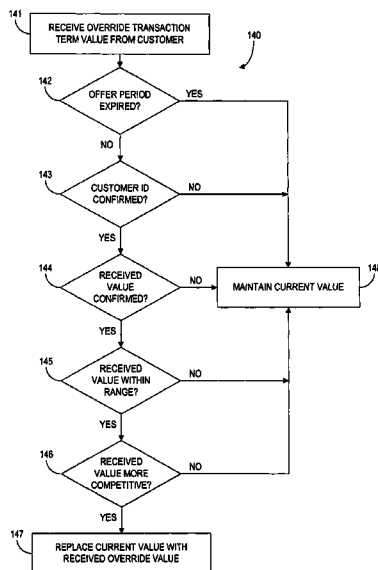 141
RECEIVE OVERRIDE TRANSACTION
TERM VALUE FROM CUSTOMER
140
142
OFFER PERIOD
EXPIRED?
YES
NO
143
CUSTOMER ID
CONFIRMED?
NO
YES
144
RECEIVED
VALUE
CONFIRMED?
NO
MAINTAIN CURRENT VALUE
YES
145
RECEIVED
VALUE WITHIN
RANGE?
NO
YES
146
RECEIVED
VALUE MORE
COMPETITIVE?
NO
YES
147
REPLACE CURRENT VALUE WITH
RECEIVED OVERRIDE VALUE